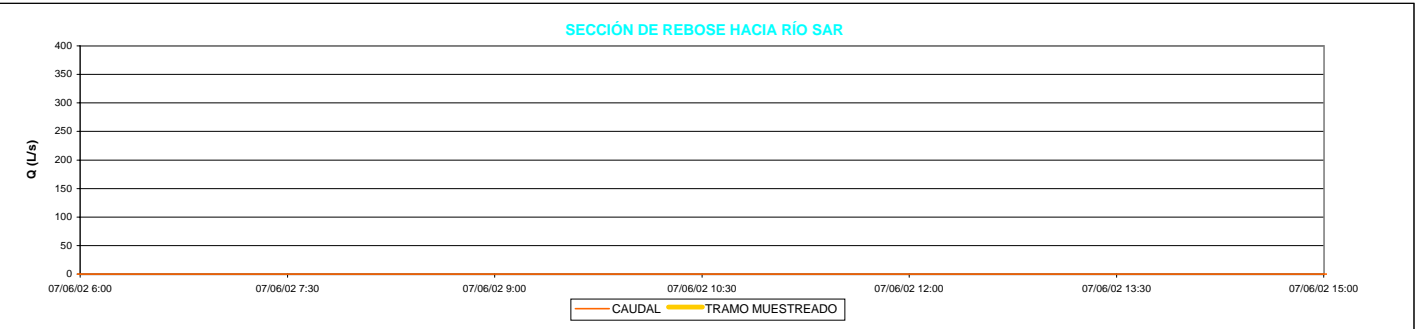 SECCIÓN DE REBOSE HACIA RÍO SAR
400
350
300
250
200
150
100
50
0
Q (L/s)
07/06/02 6:00 07/06/02 7:30 07/06/02 9:00 07/06/02 10:30 07/06/02 12:00 07/06/02 13:30 07/06/02 15:00
CAUDAL TRAMO MUESTREADO